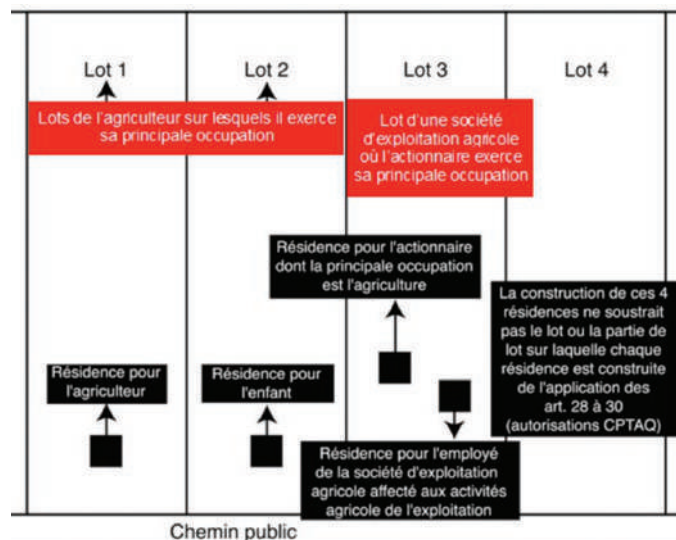 Lot 1
Lot 2
Lot 3
Lot 4
Lots de l'agriculteur sur lesquels il exerce
sa principale occupation
Lot d'une société
d'exploitation agricole
où l'actionnaire exerce
sa principale occupation
Résidence pour l'actionnaire
dont la principale occupation
est l'agriculture
La construction de ces 4
résidences ne soustrait
pas le lot ou la partie de
lot sur laquelle chaque
résidence est construite
de l'application des
art. 28 à 30
(autorisations CPTAQ)
Résidence pour
l'agriculteur
Résidence pour
l'enfant
Résidence pour l'employé
de la société d'exploitation
agricole affecté aux activités
agricole de l'exploitation
Chemin public